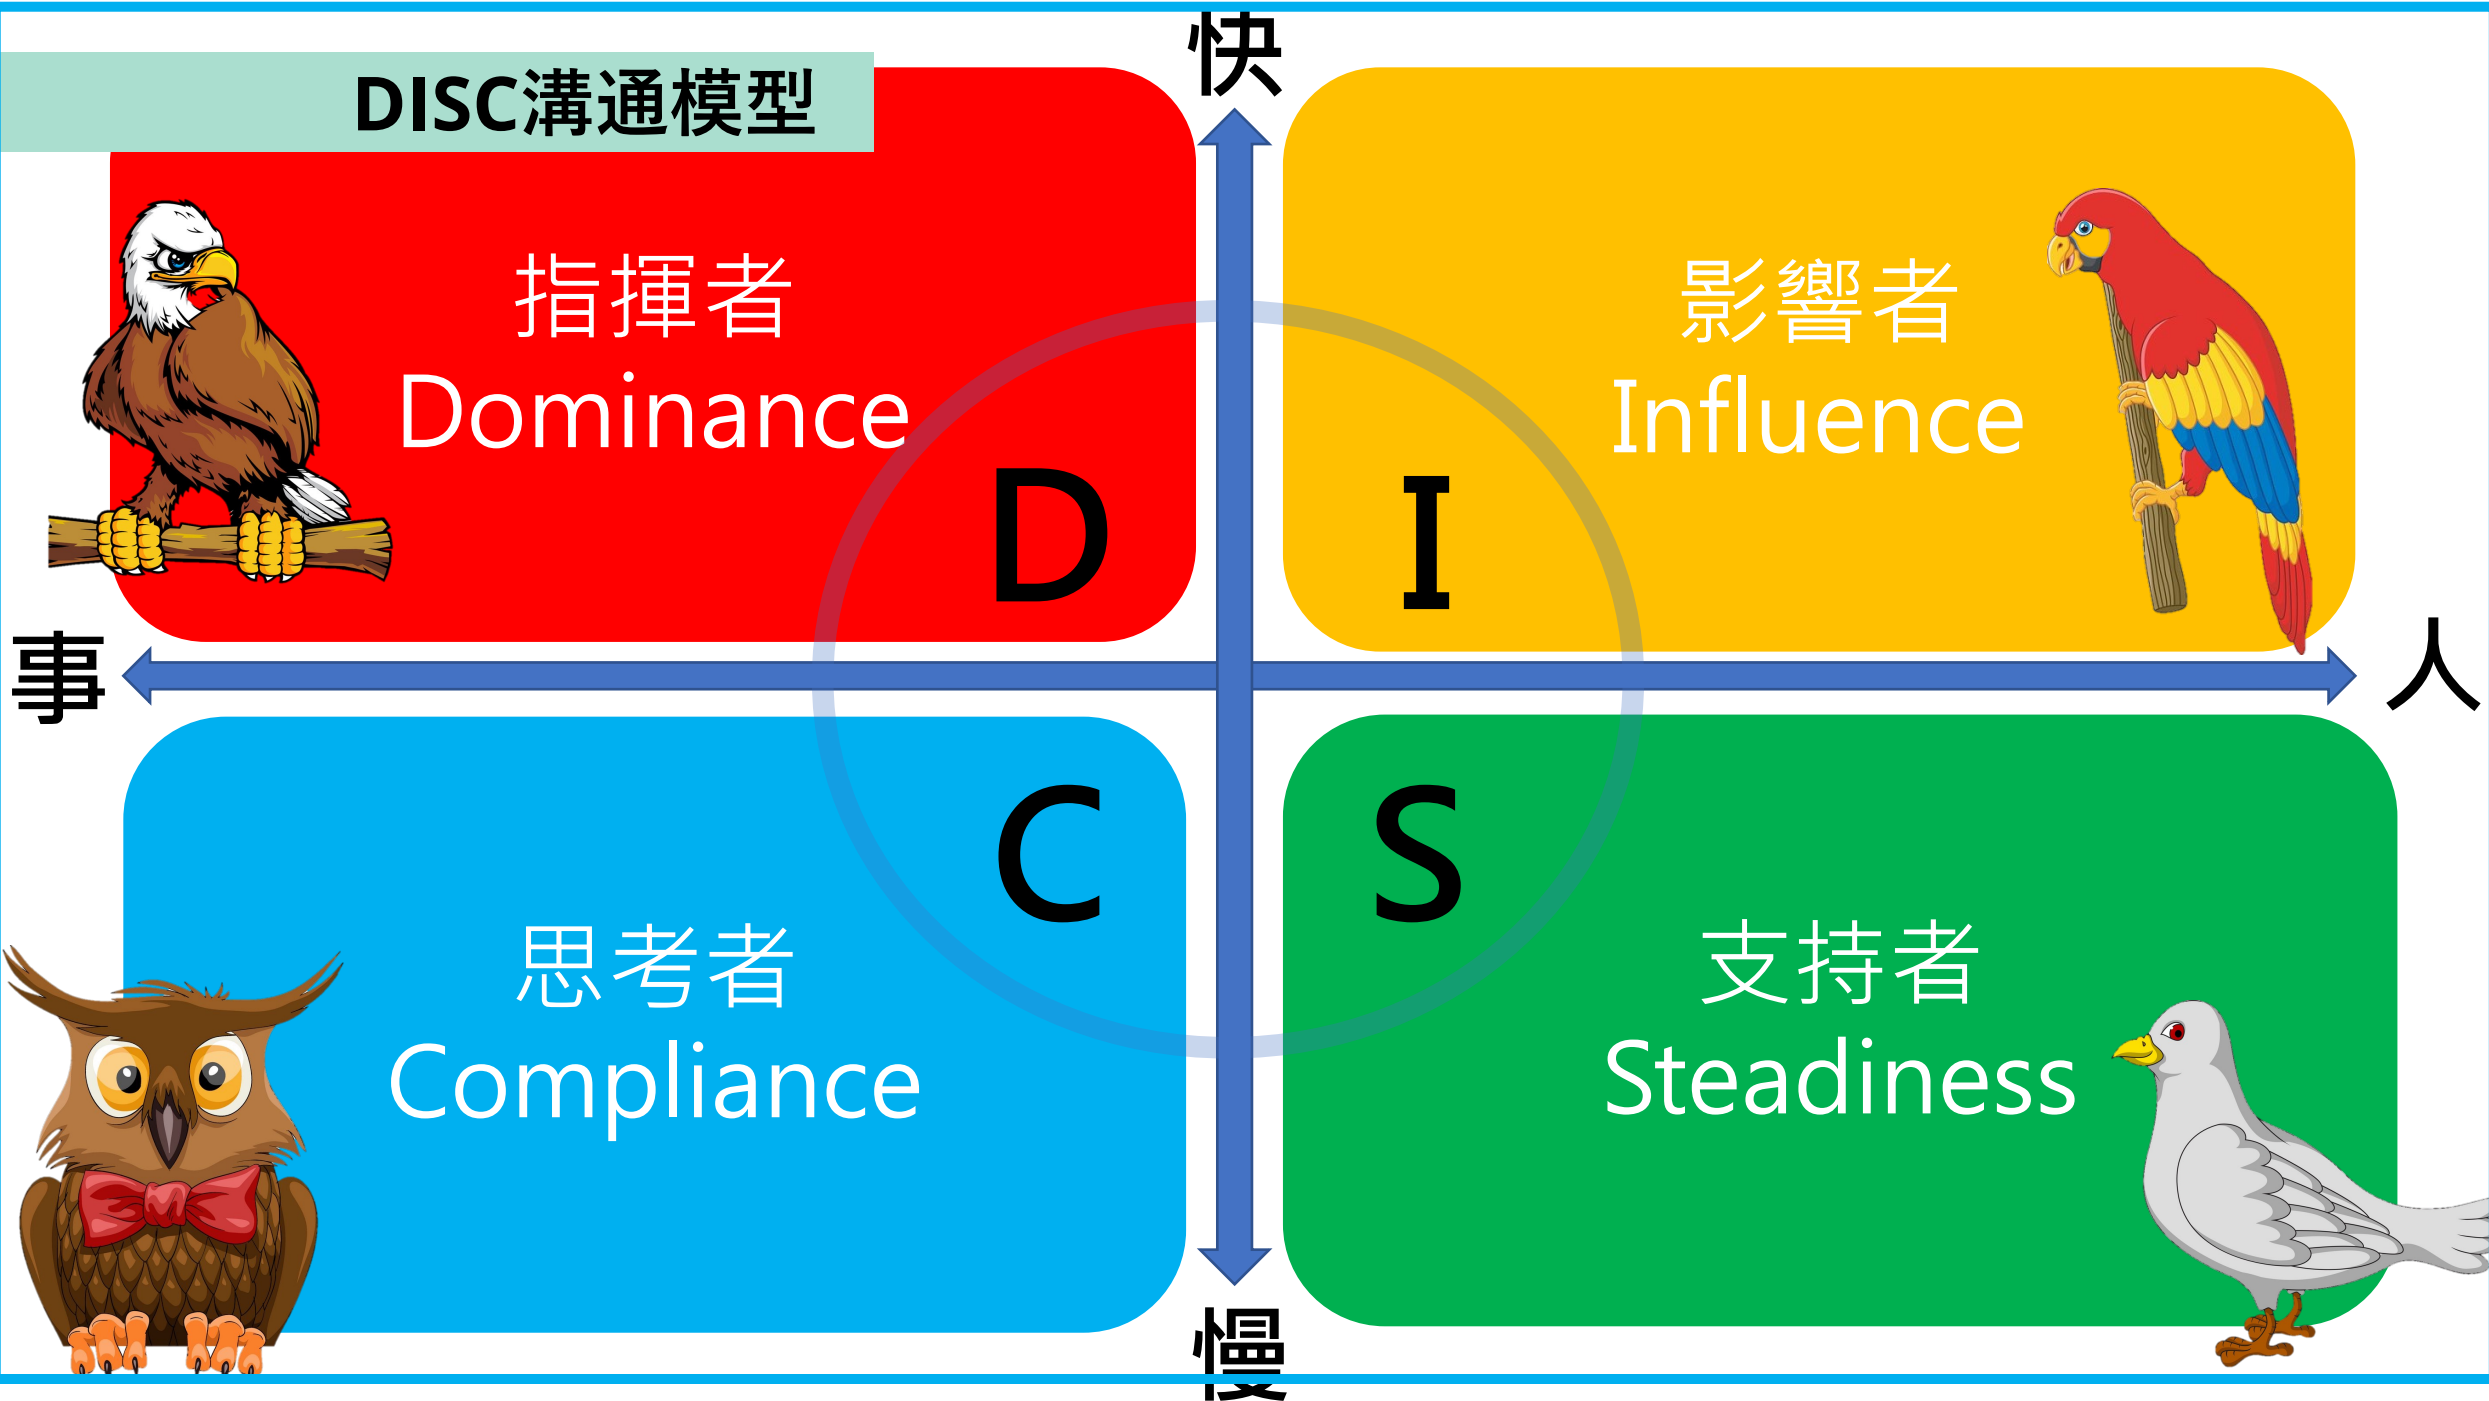 快
DISC溝通模型
指揮者
Dominance
D
影響者
Influence
I
事
人
C
思考者
Compliance
S
支持者
Steadiness
慢